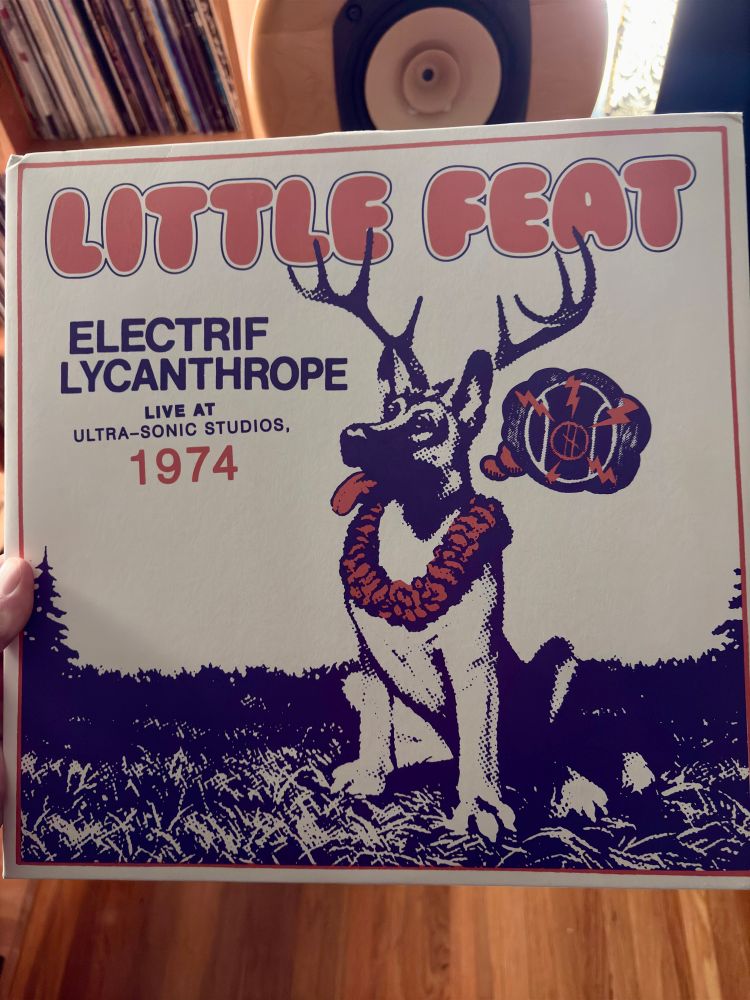 LITTLE FEAT
ELECTRIF
LYCANTHROPE
LIVE AT
ULTRA-SONIC STUDIOS,
1974